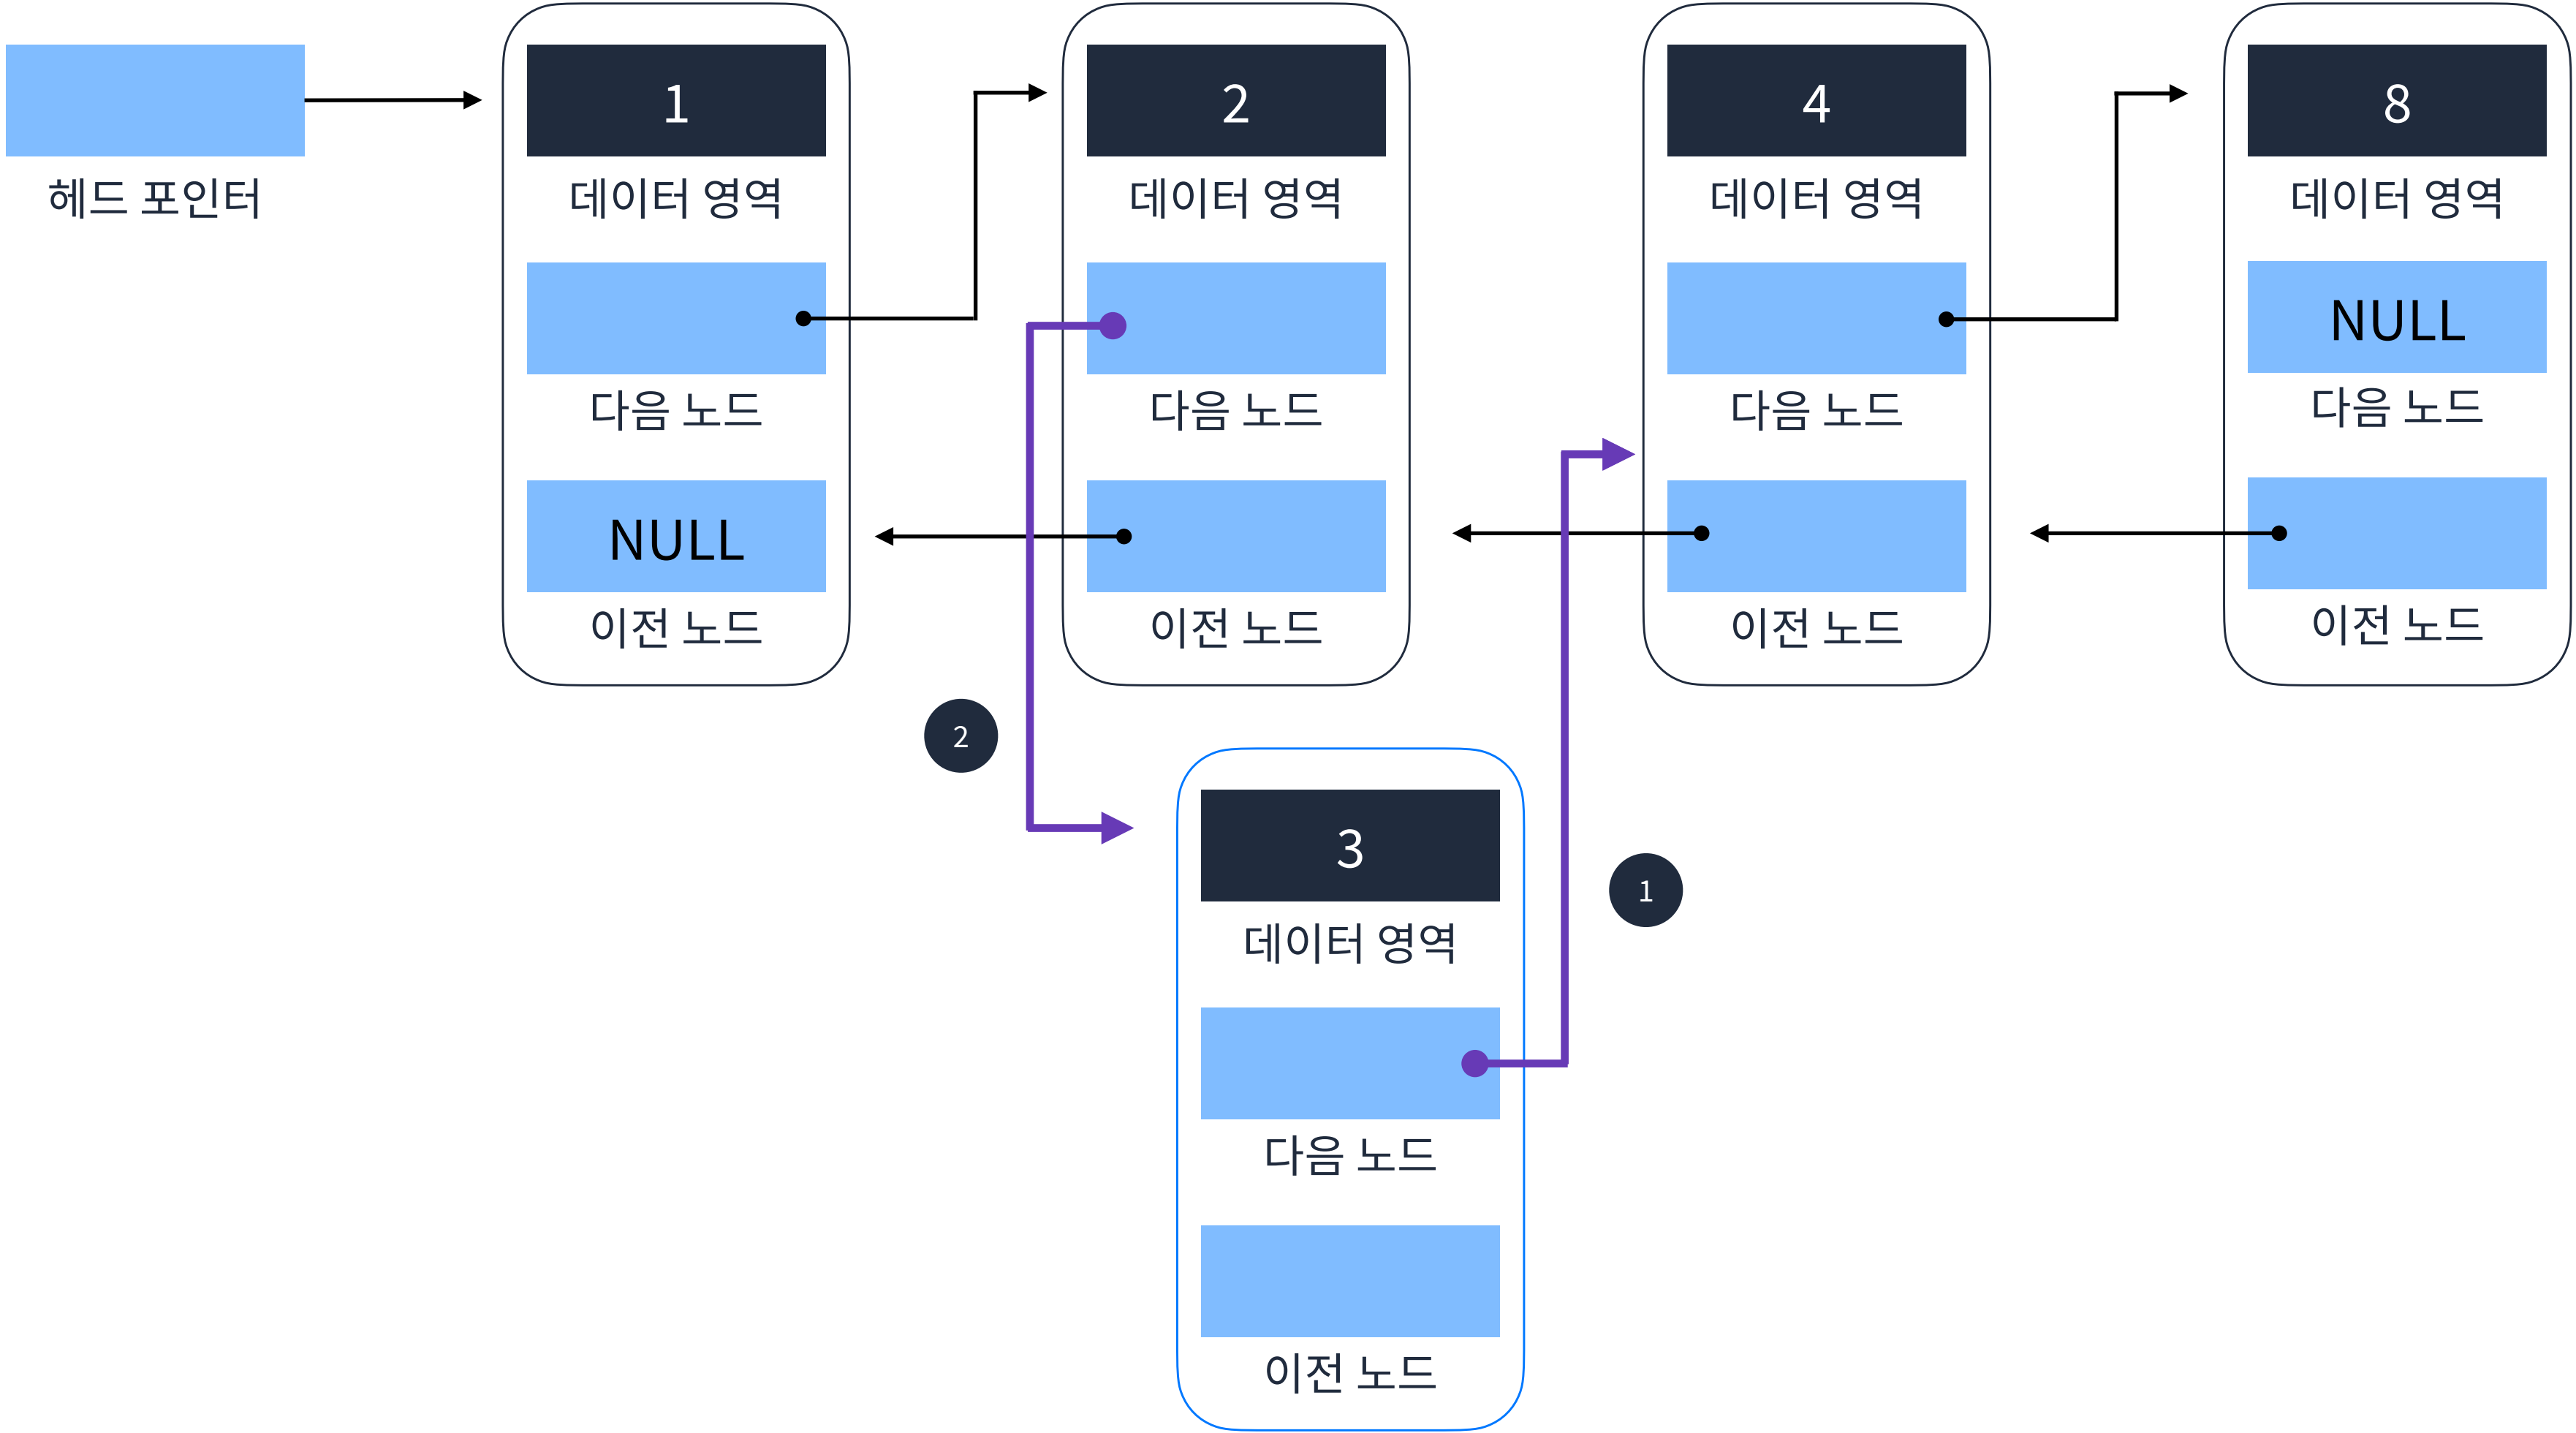 헤드 포인터
1
데이터 영역
다음 노드
NULL
이전 노드
2
데이터 영역
다음 노드
이전 노드
4
데이터 영역
다음 노드
이전 노드
8
데이터 영역
NULL
다음 노드
이전 노드
2
3
데이터 영역
다음 노드
이전 노드
1